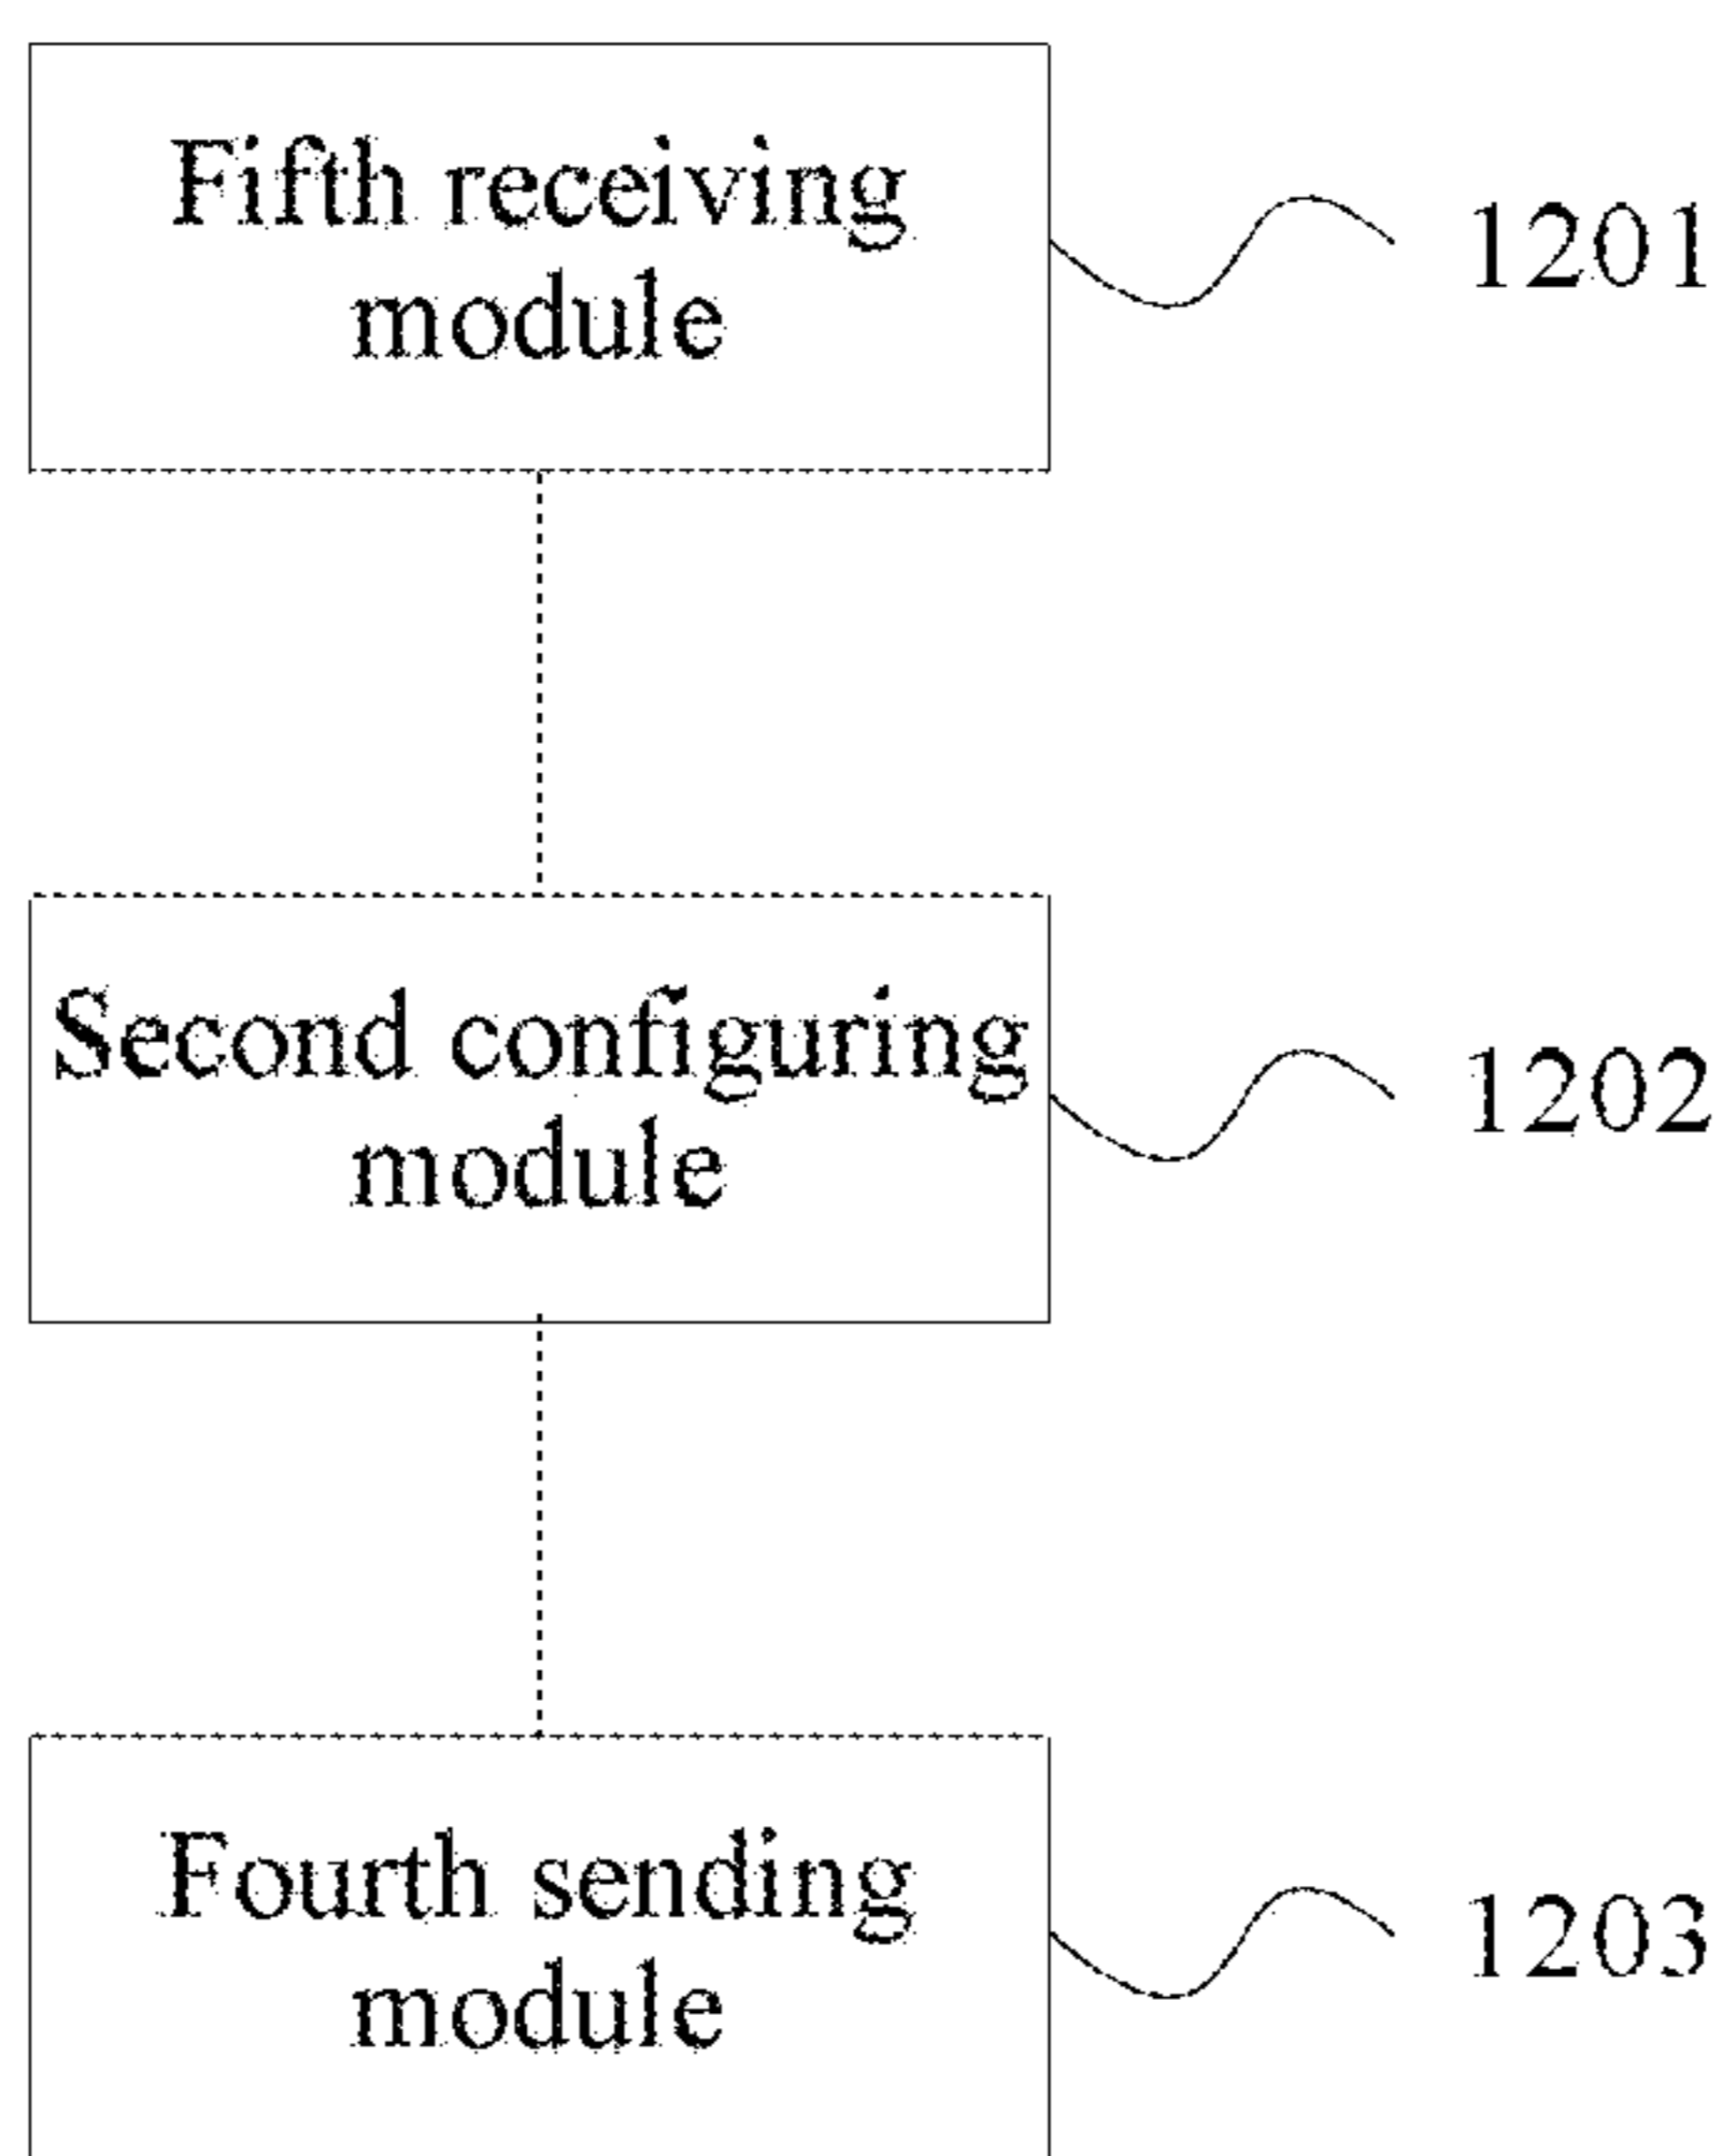 Fifth receiving
module
1201
Second configuring
module
1202
Fourth sending
module
1203